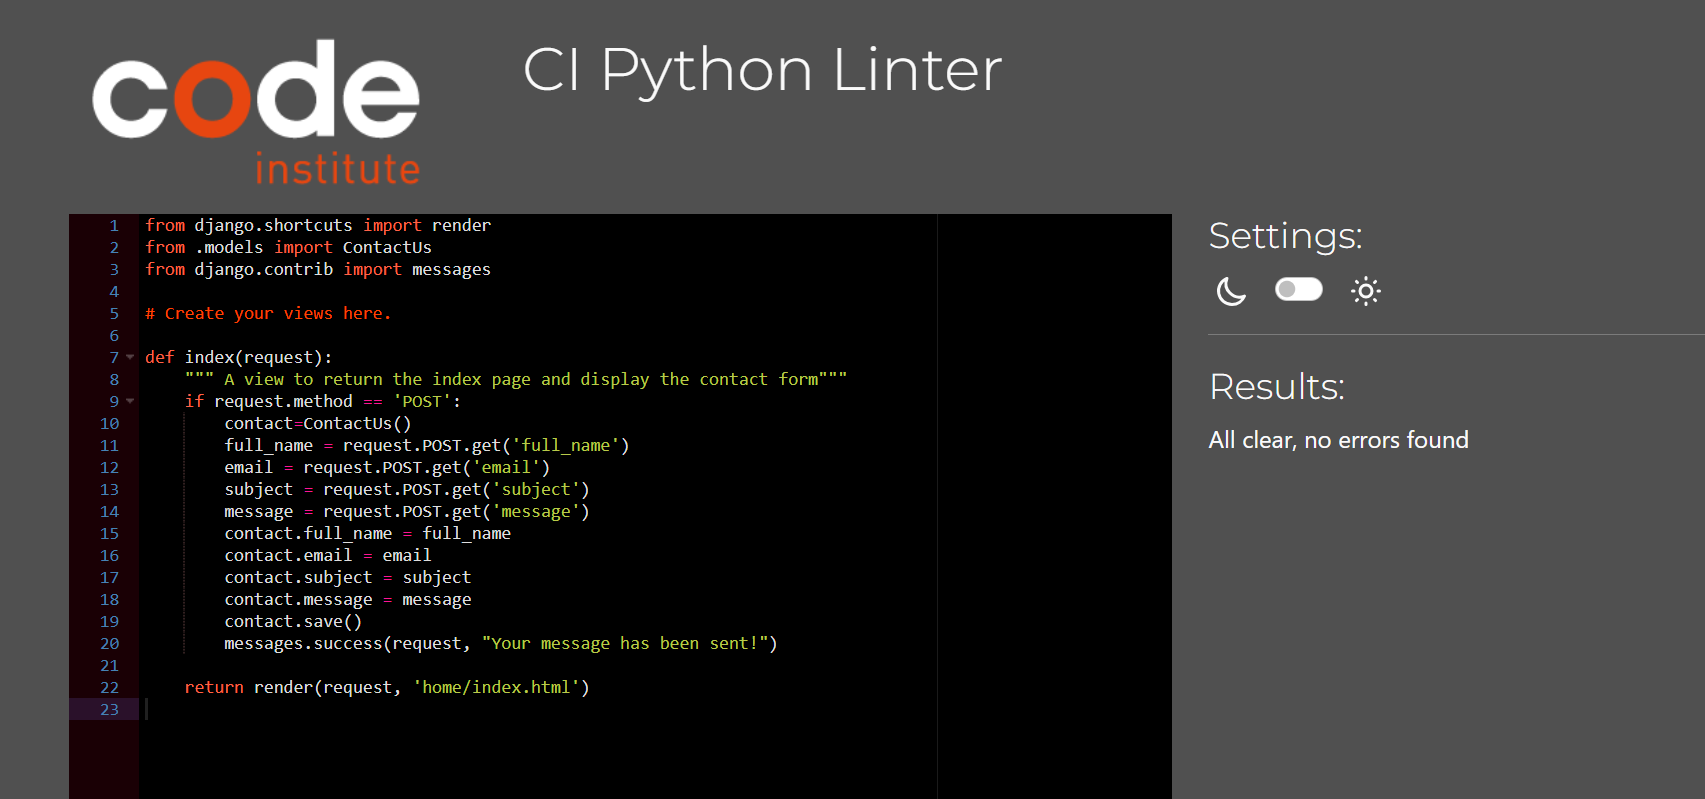 code
institute
CI Python Linter
1 from django.shortcuts import render
2 from .models import ContactUs
3 from django.contrib import messages
4
5 # Create your views here.
6
7 def index(request):
8     """ A view to return the index page and display the contact form"""
9     if request.method == 'POST':
10         contact=ContactUs()
11         full_name = request.POST.get('full_name')
12         email = request.POST.get('email')
13         subject = request.POST.get('subject')
14         message = request.POST.get('message')
15         contact.full_name = full_name
16         contact.email = email
17         contact.subject = subject
18         contact.message = message
19         contact.save()
20         messages.success(request, "Your message has been sent!")
21
22     return render(request, 'home/index.html')
23
Settings:
Results:
All clear, no errors found